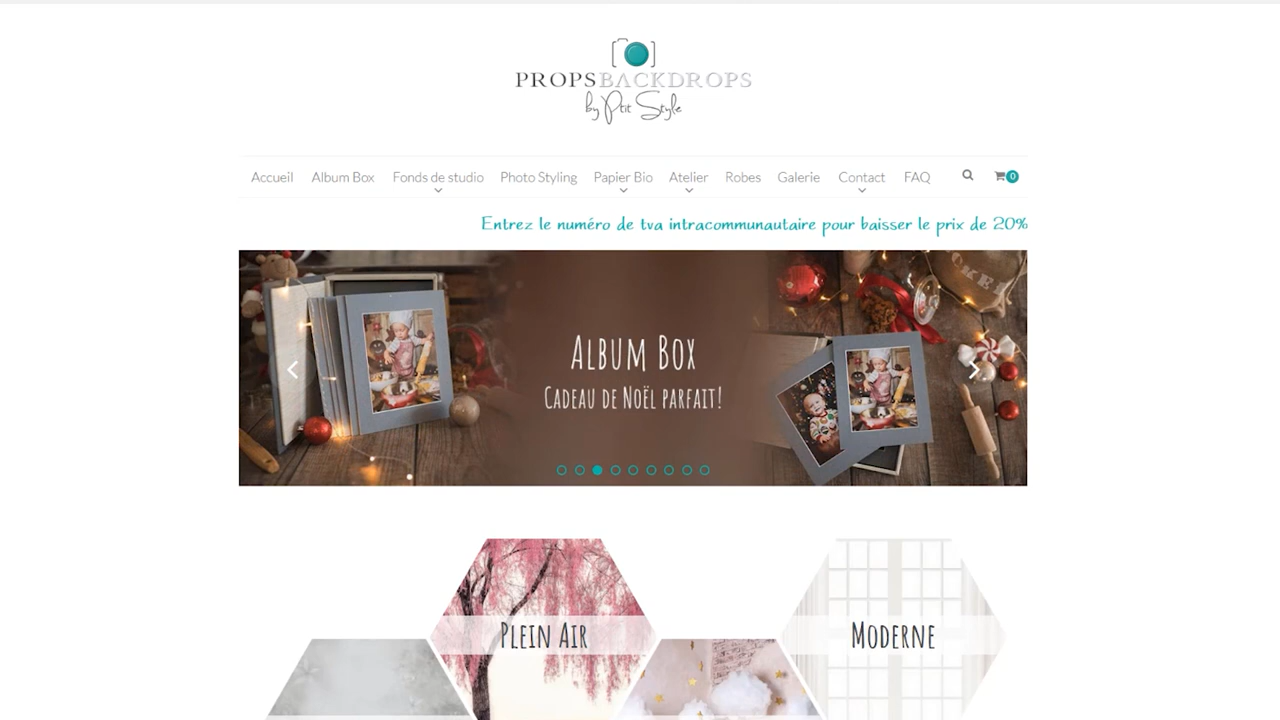 PROPSBACKDROPS
by Ptit Style
Accueil Album Box Fonds de studio Photo Styling Papier Bio Atelier Robes Galerie Contact FAQ 0
Entrez le numéro de tva intracommunautaire pour baisser le prix de 20%
ALBUM BOX
CADEAU DE NOËL PARFAIT!
PLEIN AIR
MODERNE